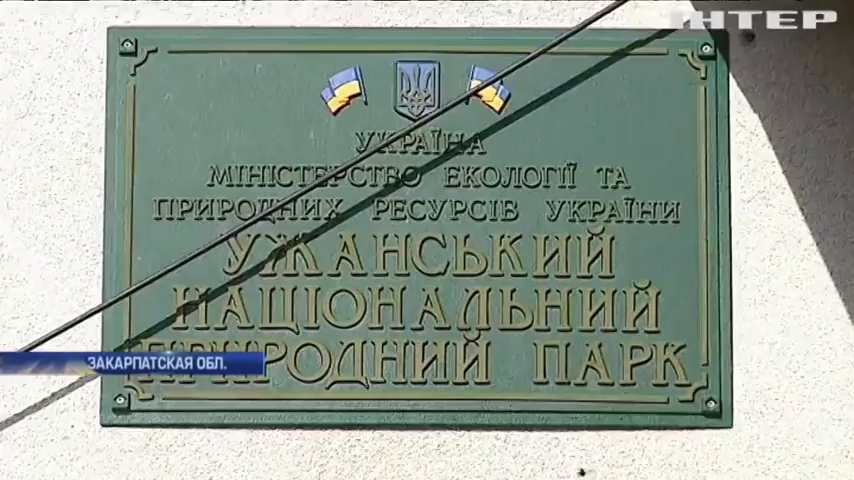 ІНТЕР
УКРАЇНА
МІНІСТЕРСТВО ЕКОЛОГІЇ ТА
ПРИРОДНИХ РЕСУРСІВ УКРАЇНИ
УЖАНСЬКИЙ
НАЦІОНАЛЬНИЙ
ПРИРОДНИЙ ПАРК
ЗАКАРПАТСКАЯ ОБЛ.